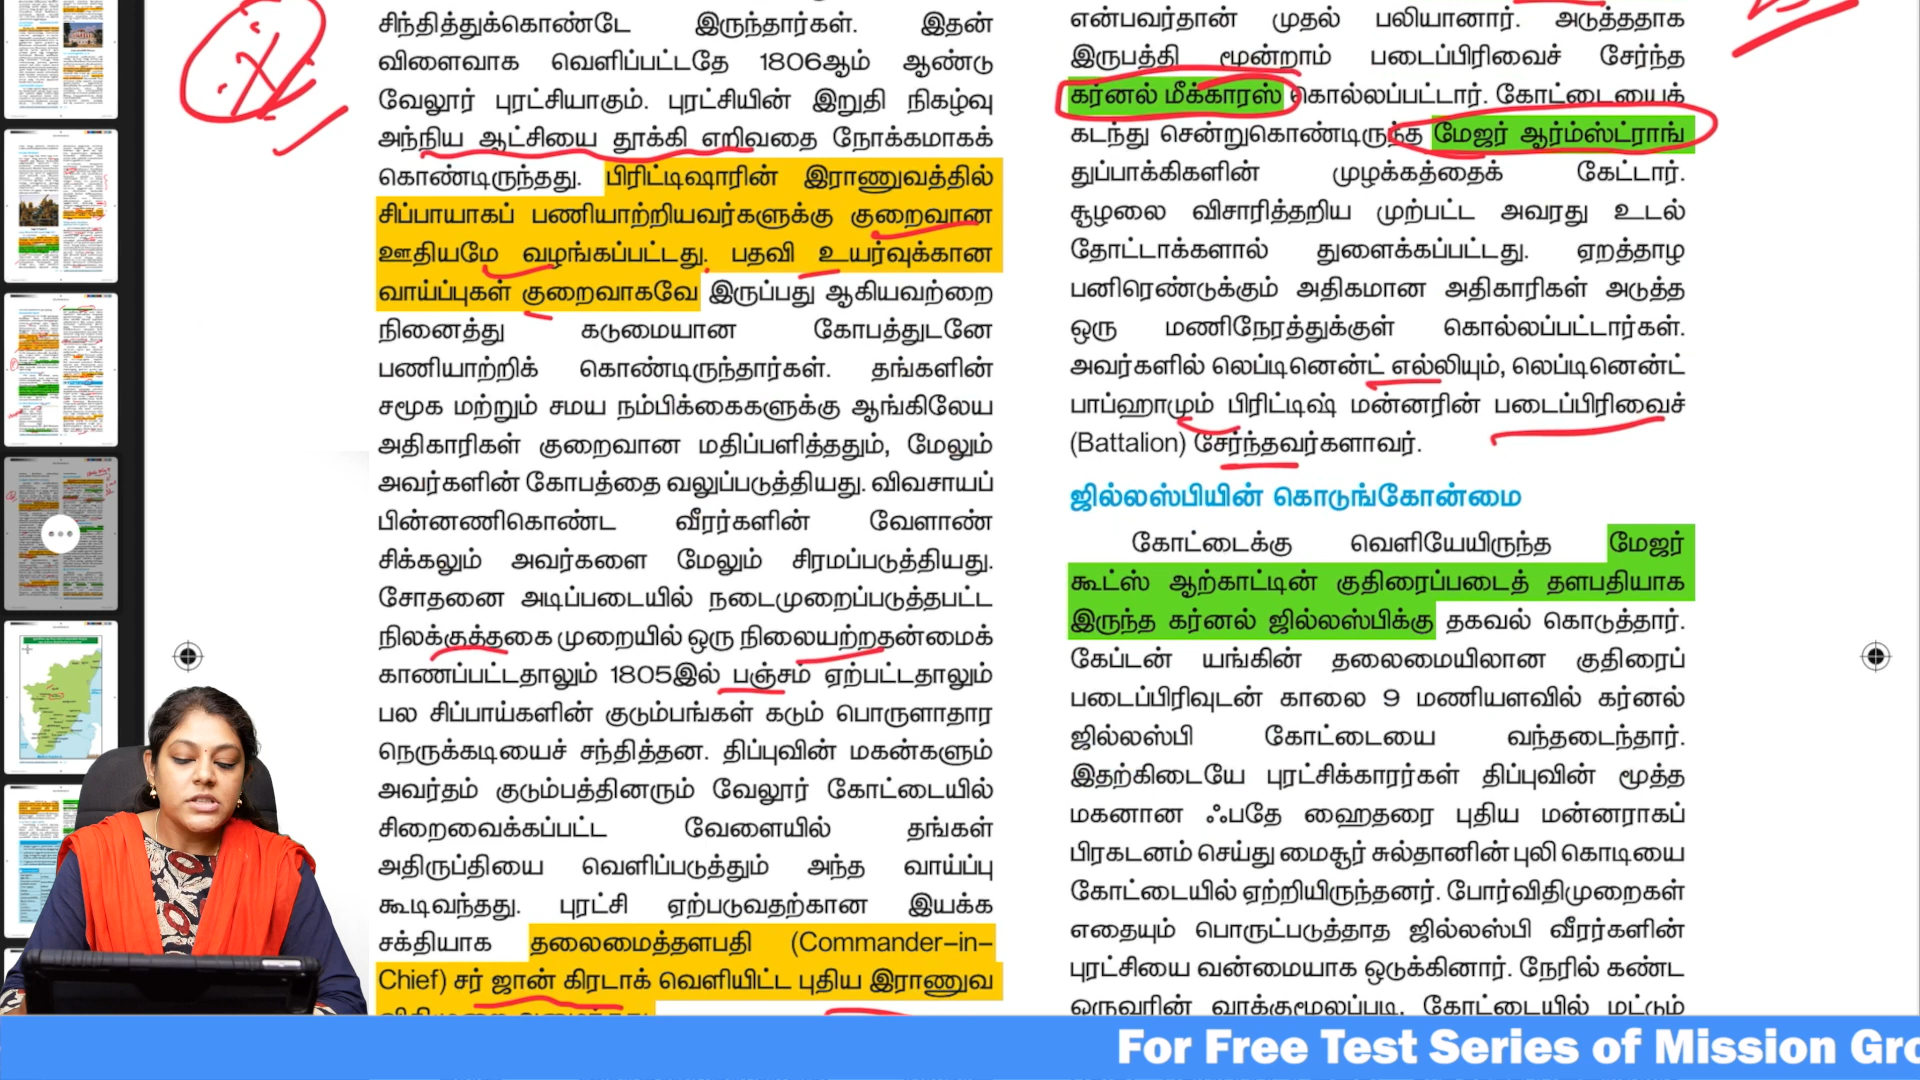 சிந்தித்துக்கொண்டே இருந்தார்கள். இதன்
விளைவாக வெளிப்பட்டதே 1806ஆம் ஆண்டு
வேலூர் புரட்சியாகும். புரட்சியின் இறுதி நிகழ்வு
அந்நிய ஆட்சியை தூக்கி எறிவதை நோக்கமாகக்
கொண்டிருந்தது. பிரிட்டிஷாரின் இராணுவத்தில்
சிப்பாயாகப் பணியாற்றியவர்களுக்கு குறைவான
ஊதியமே வழங்கப்பட்டது. பதவி உயர்வுக்கான
வாய்ப்புகள் குறைவாகவே இருப்பது ஆகியவற்றை
நினைத்து கடுமையான கோபத்துடனே
பணியாற்றிக் கொண்டிருந்தார்கள். தங்களின்
சமூக மற்றும் சமய நம்பிக்கைகளுக்கு ஆங்கிலேய
அதிகாரிகள் குறைவான மதிப்பளித்ததும், மேலும்
அவர்களின் கோபத்தை வலுப்படுத்தியது. விவசாயப்
பின்னணிகொண்ட வீரர்களின் வேளாண்
சிக்கலும் அவர்களை மேலும் சிரமப்படுத்தியது.
சோதனை அடிப்படையில் நடைமுறைப்படுத்தபட்ட
நிலக்குத்தகை முறையில் ஒரு நிலையற்றதன்மைக்
காணப்பட்டதாலும் 1805இல் பஞ்சம் ஏற்பட்டதாலும்
பல சிப்பாய்களின் குடும்பங்கள் கடும் பொருளாதார
நெருக்கடியைச் சந்தித்தன. திப்புவின் மகன்களும்
அவர்தம் குடும்பத்தினரும் வேலூர் கோட்டையில்
சிறைவைக்கப்பட்ட வேளையில் தங்கள்
அதிருப்தியை வெளிப்படுத்தும் அந்த வாய்ப்பு
கூடிவந்தது. புரட்சி ஏற்படுவதற்கான இயக்க
சக்தியாக தலைமைத்தளபதி (Commander–in–
Chief) சர் ஜான் கிரடாக் வெளியிட்ட புதிய இராணுவ
என்பவர்தான் முதல் பலியானார். அடுத்ததாக
இருபத்தி மூன்றாம் படைப்பிரிவைச் சேர்ந்த
கர்னல் மீக்காரஸ் கொல்லப்பட்டார். கோட்டையைக்
கடந்து சென்றுகொண்டிருந்த மேஜர் ஆர்ம்ஸ்ட்ராங்
துப்பாக்கிகளின் முழக்கத்தைக் கேட்டார்.
சூழலை விசாரித்தறிய முற்பட்ட அவரது உடல்
தோட்டாக்களால் துளைக்கப்பட்டது. ஏறத்தாழ
பனிரெண்டுக்கும் அதிகமான அதிகாரிகள் அடுத்த
ஒரு மணிநேரத்துக்குள் கொல்லப்பட்டார்கள்.
அவர்களில் லெப்டினென்ட் எல்லியும், லெப்டினென்ட்
பாப்ஹாமும் பிரிட்டிஷ் மன்னரின் படைப்பிரிவைச்
(Battalion) சேர்ந்தவர்களாவர்.
ஜில்லஸ்பியின் கொடுங்கோன்மை
கோட்டைக்கு வெளியேயிருந்த மேஜர்
கூட்ஸ் ஆற்காட்டின் குதிரைப்படைத் தளபதியாக
இருந்த கர்னல் ஜில்லஸ்பிக்கு தகவல் கொடுத்தார்.
கேப்டன் யங்கின் தலைமையிலான குதிரைப்
படைப்பிரிவுடன் காலை 9 மணியளவில் கர்னல்
ஜில்லஸ்பி கோட்டையை வந்தடைந்தார்.
இதற்கிடையே புரட்சிக்காரர்கள் திப்புவின் மூத்த
மகனான ஃபதே ஹைதரை புதிய மன்னராகப்
பிரகடனம் செய்து மைசூர் சுல்தானின் புலி கொடியை
கோட்டையில் ஏற்றியிருந்தனர். போர்விதிமுறைகள்
எதையும் பொருட்படுத்தாத ஜில்லஸ்பி வீரர்களின்
புரட்சியை வன்மையாக ஒடுக்கினார். நேரில் கண்ட
ஒருவரின் வாக்குமூலப்படி, கோட்டையில் மட்டும்
For Free Test Series of Mission Gro